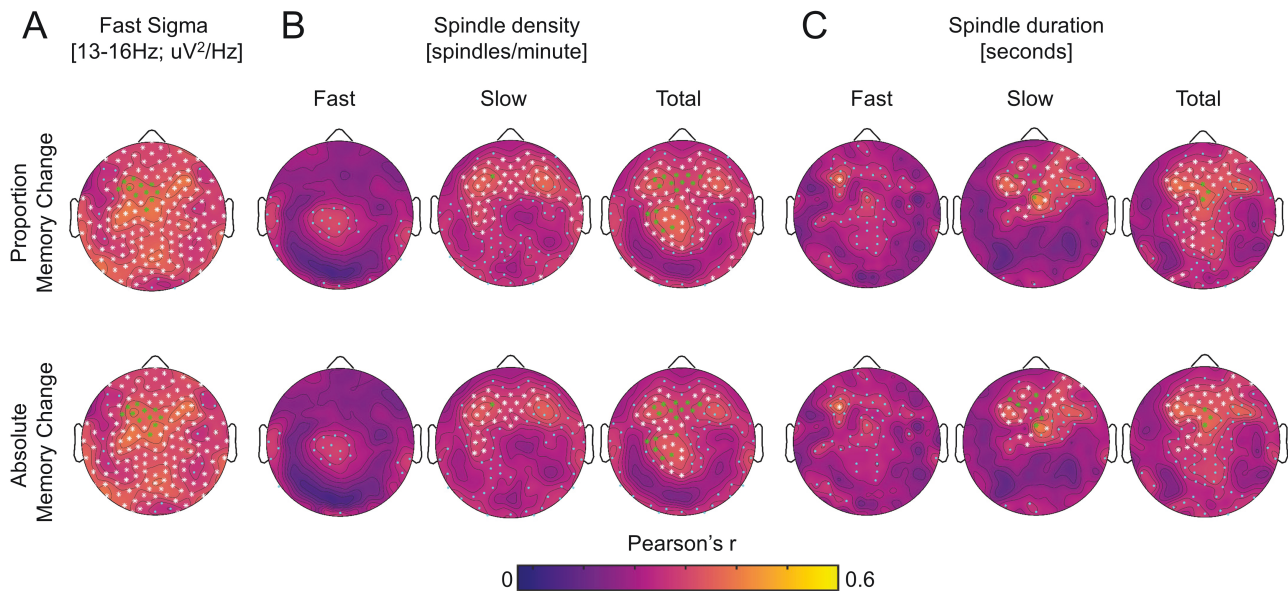 A
Fast Sigma
[13-16Hz; uV²/Hz]
B
Spindle density
[spindles/minute]
C
Spindle duration
[seconds]
Fast
Slow
Total
Fast
Slow
Total
Proportion
Memory Change
Absolute
Memory Change
Pearson's r
0
0.6